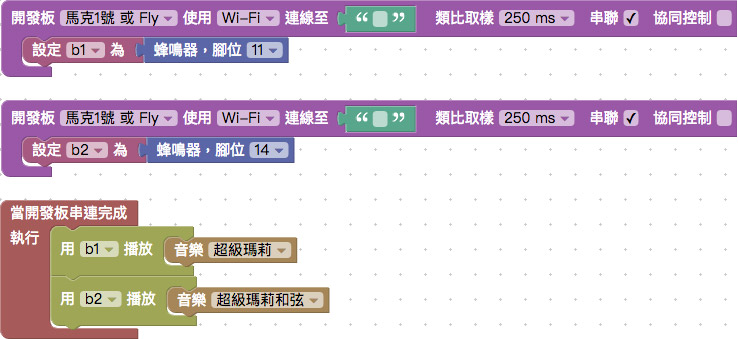 開發板 馬克1號 或 Fly 使用 Wi-Fi 連線至 “ ” 類比取樣 250 ms 串聯 ✓ 協同控制
設定 b1 為 蜂鳴器，腳位 11
開發板 馬克1號 或 Fly 使用 Wi-Fi 連線至 “ ” 類比取樣 250 ms 串聯 ✓ 協同控制
設定 b2 為 蜂鳴器，腳位 14
當開發板串連完成
執行
用 b1 播放 音樂 超級瑪莉
用 b2 播放 音樂 超級瑪莉和弦